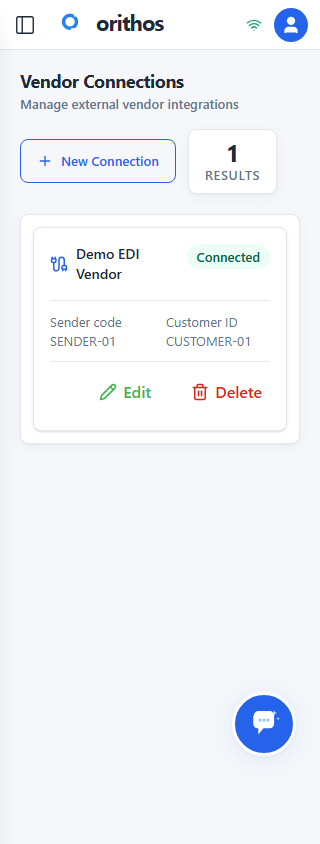 orithos
Vendor Connections
Manage external vendor integrations
New Connection
1
RESULTS
Demo EDI
Vendor
Connected
Sender code
SENDER-01
Customer ID
CUSTOMER-01
Edit
Delete